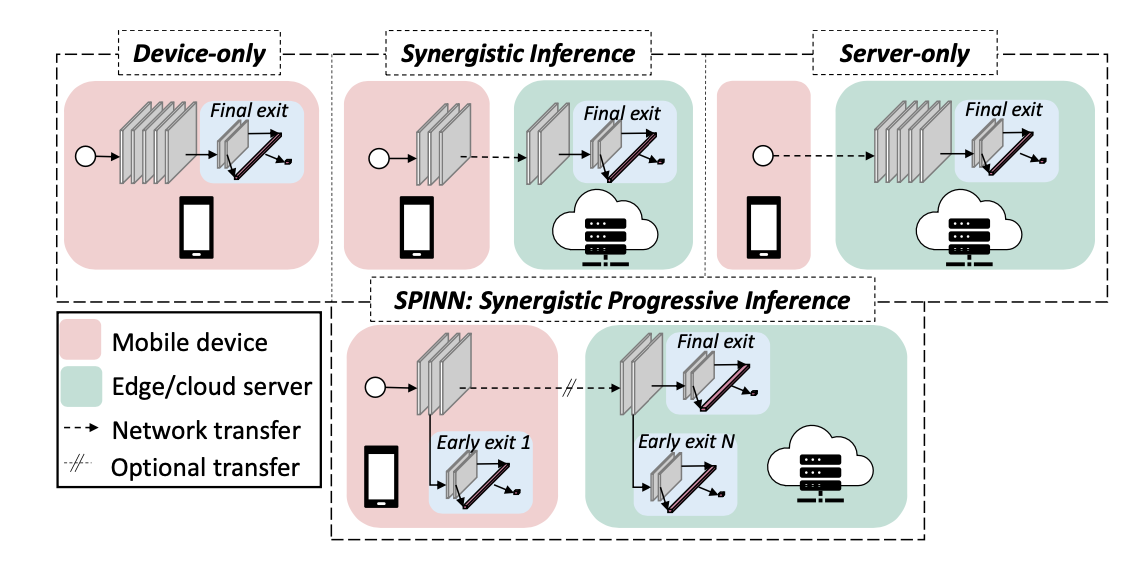 Device-only
Synergistic Inference
Server-only
Final exit
Final exit
Final exit
SPINN: Synergistic Progressive Inference
Mobile device
Edge/cloud server
Network transfer
Optional transfer
Final exit
Early exit 1
Early exit N